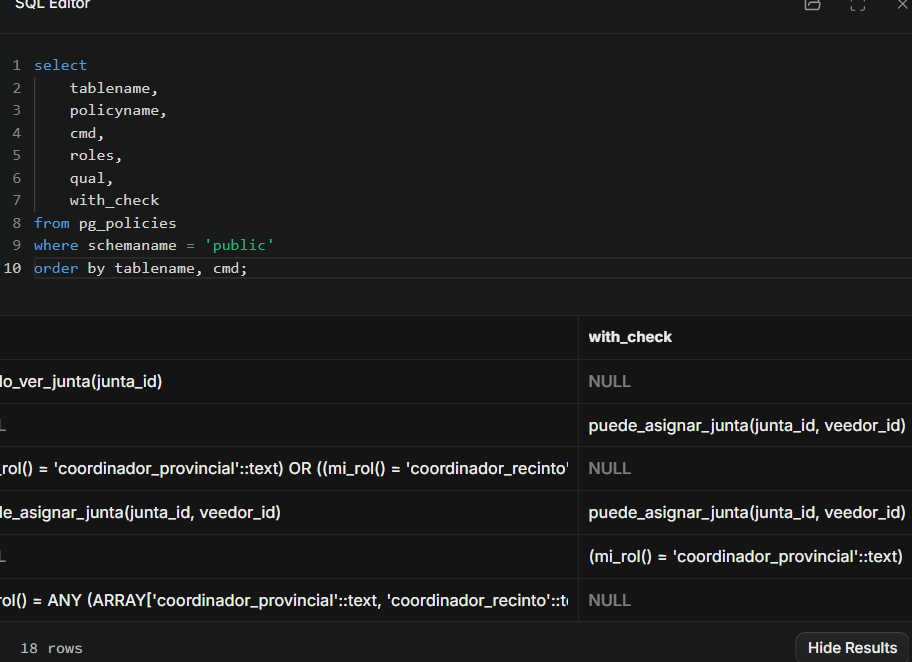 SQL Editor
1 select
2 tablename,
3 policyname,
4 cmd,
5 roles,
6 qual,
7 with_check
8 from pg_policies
9 where schemaname = 'public'
10 order by tablename, cmd;
with_check
do_ver_junta(junta_id) NULL
L puede_asignar_junta(junta_id, veedor_id)
_rol() = 'coordinador_provincial'::text) OR ((mi_rol() = 'coordinador_recinto' NULL
de_asignar_junta(junta_id, veedor_id) puede_asignar_junta(junta_id, veedor_id)
L (mi_rol() = 'coordinador_provincial'::text)
rol() = ANY (ARRAY['coordinador_provincial'::text, 'coordinador_recinto'::te NULL
18 rows
Hide Results